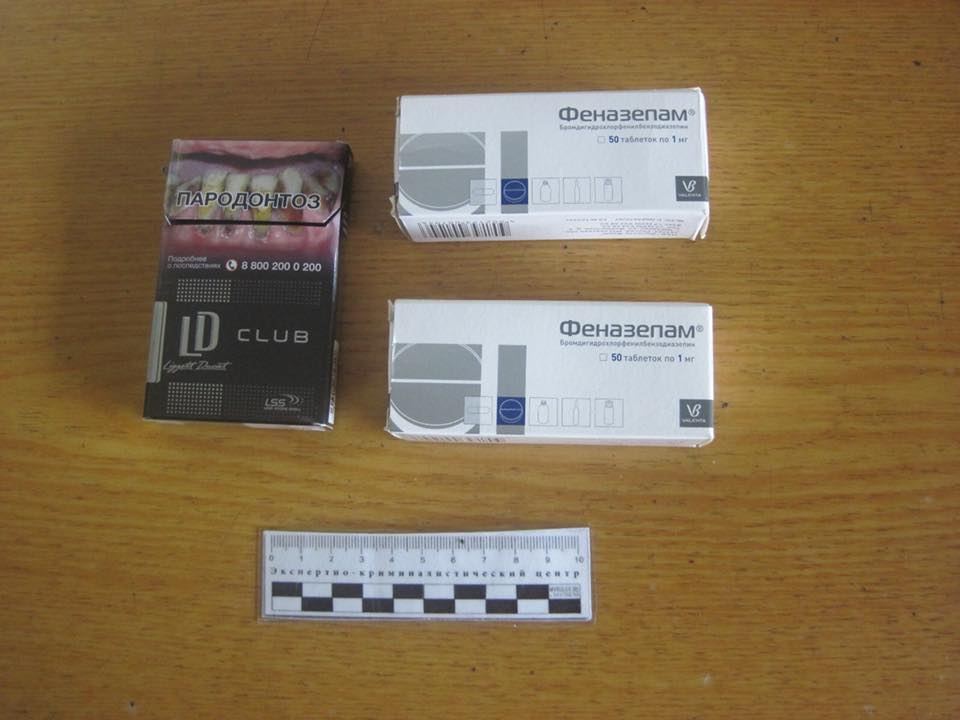 ПАРОДОНТОЗ
Подробнее
о последствиях 8 800 200 0 200
LD CLUB
Liggett Ducat
LSS
Феназепам®
Бромдигидрохлорфенилбензодиазепин
50 таблеток по 1 мг
VALENTA
Феназепам®
Бромдигидрохлорфенилбензодиазепин
50 таблеток по 1 мг
VALENTA
0 1 2 3 4 5 6 7 8 9 10
Экспертно-криминалистический центр